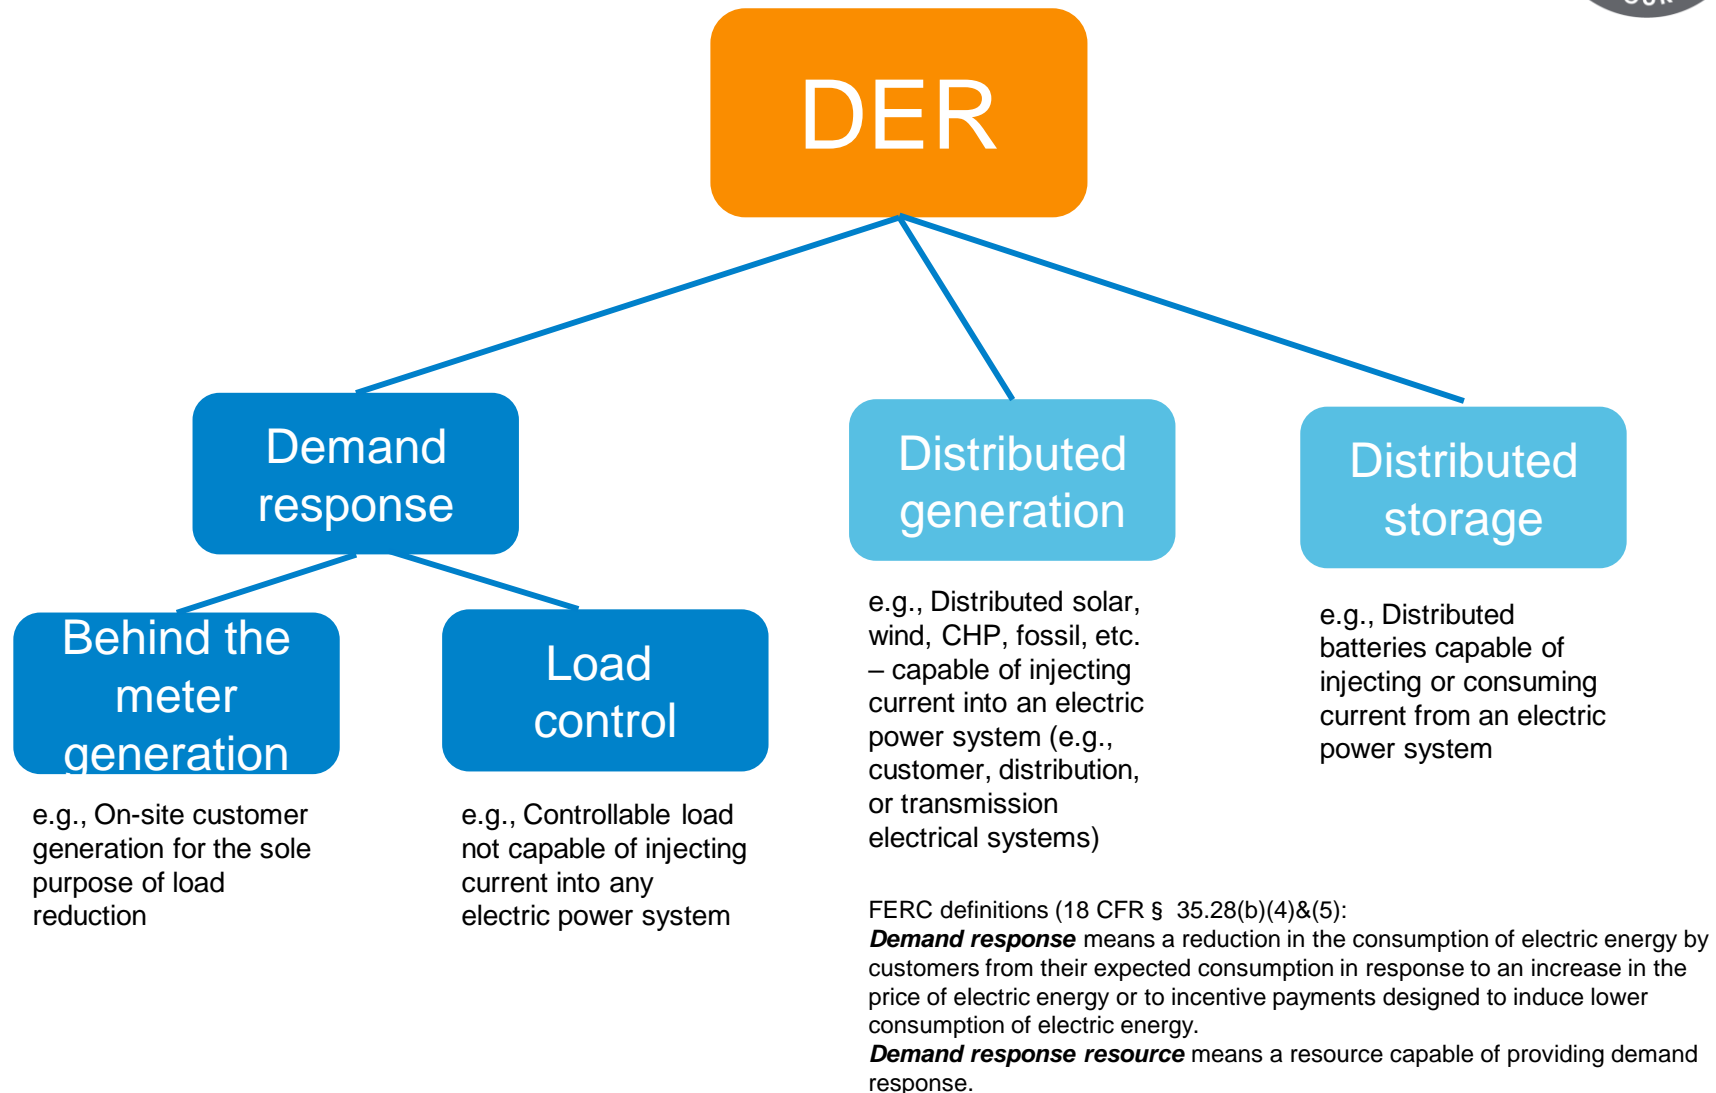 DER
Demand
response
Distributed
generation
Distributed
storage
Behind the
meter
generation
Load
control
e.g., On-site customer
generation for the sole
purpose of load
reduction
e.g., Controllable load
not capable of injecting
current into any
electric power system
e.g., Distributed solar,
wind, CHP, fossil, etc.
– capable of injecting
current into an electric
power system (e.g.,
customer, distribution,
or transmission
electrical systems)
e.g., Distributed
batteries capable of
injecting or consuming
current from an electric
power system
FERC definitions (18 CFR § 35.28(b)(4)&(5):
Demand response means a reduction in the consumption of electric energy by
customers from their expected consumption in response to an increase in the
price of electric energy or to incentive payments designed to induce lower
consumption of electric energy.
Demand response resource means a resource capable of providing demand
response.